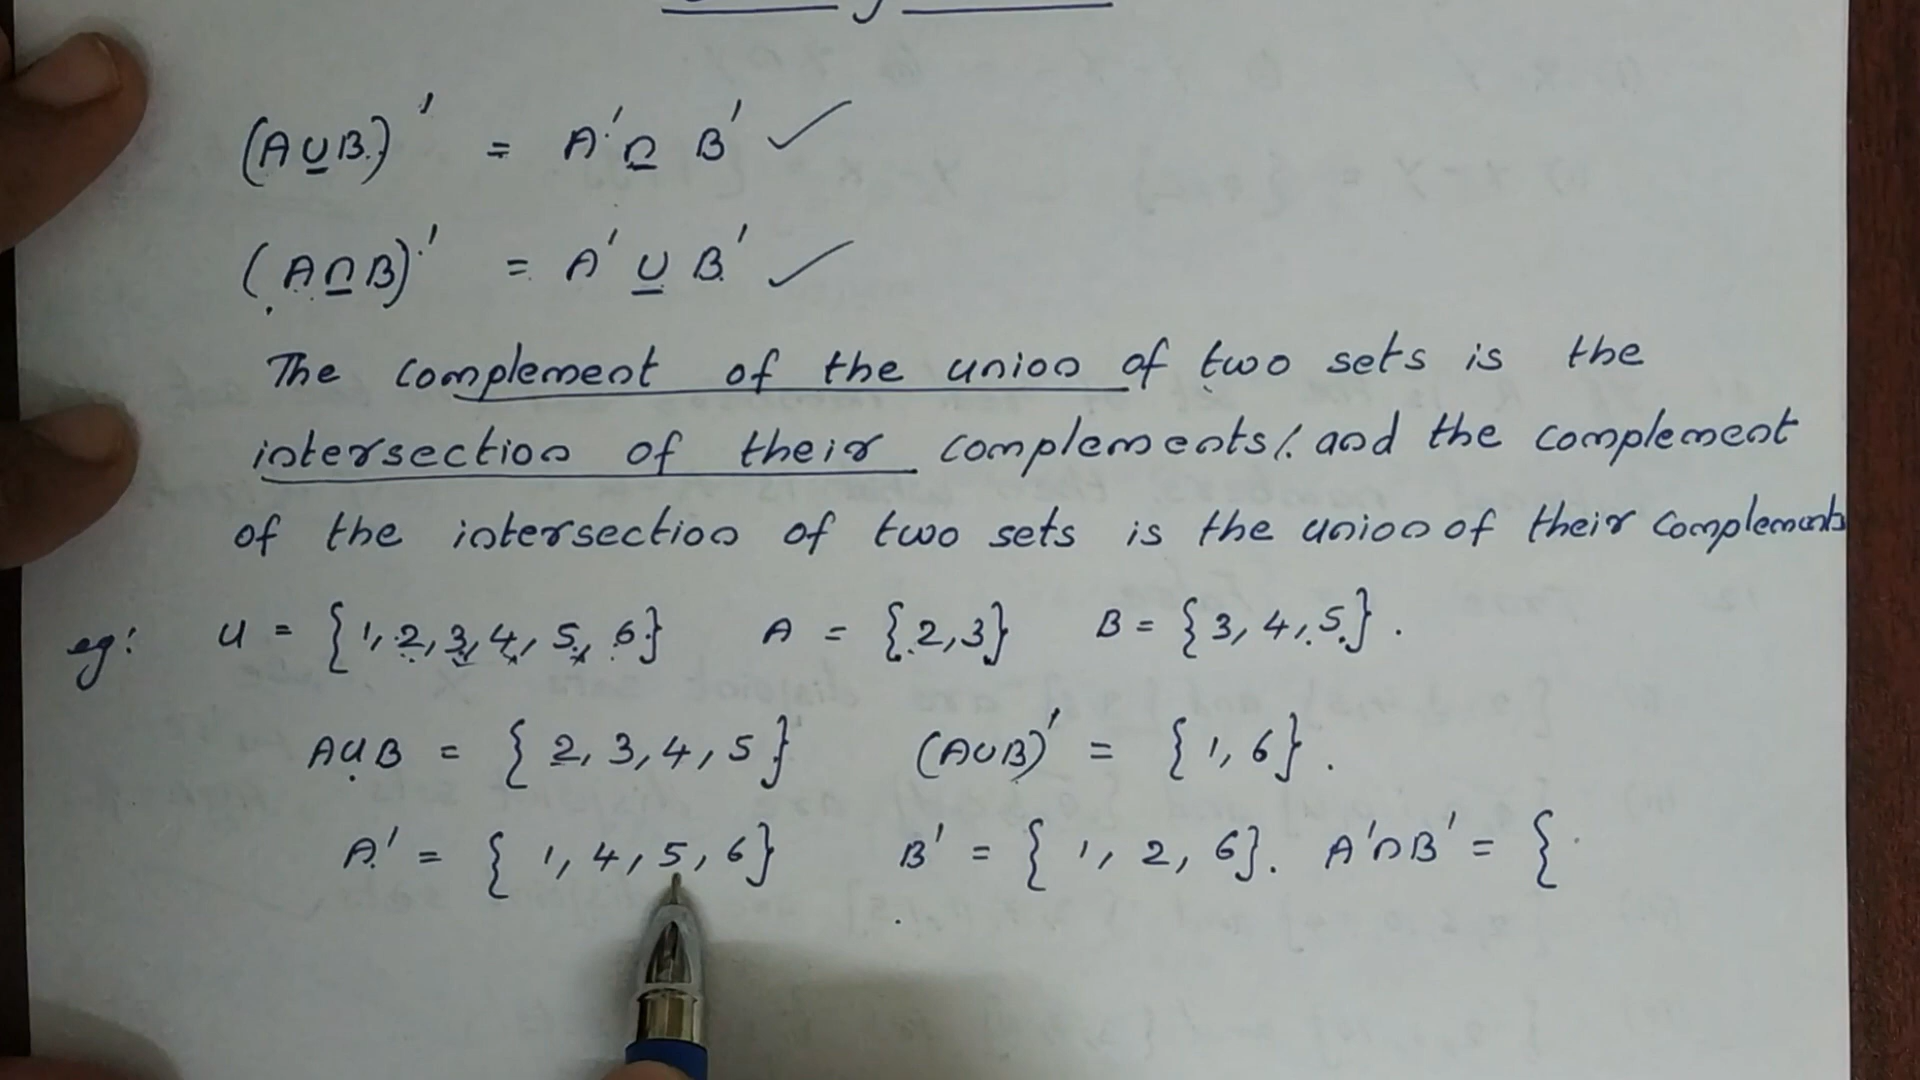 (A∪B)' = A'∩ B' ✓
(A∩B)' = A' ∪ B' ✓
The complement of the union of two sets is the
intersection of their complements/. and the complement
of the intersection of two sets is the union of their complements
eg: U = {1,2,3,4,5,6} A = {2,3} B = {3,4,5}.
A∪B = {2,3,4,5} (A∪B)' = {1,6}.
A' = {1,4,5,6} B' = {1,2,6}. A'∩B' = {